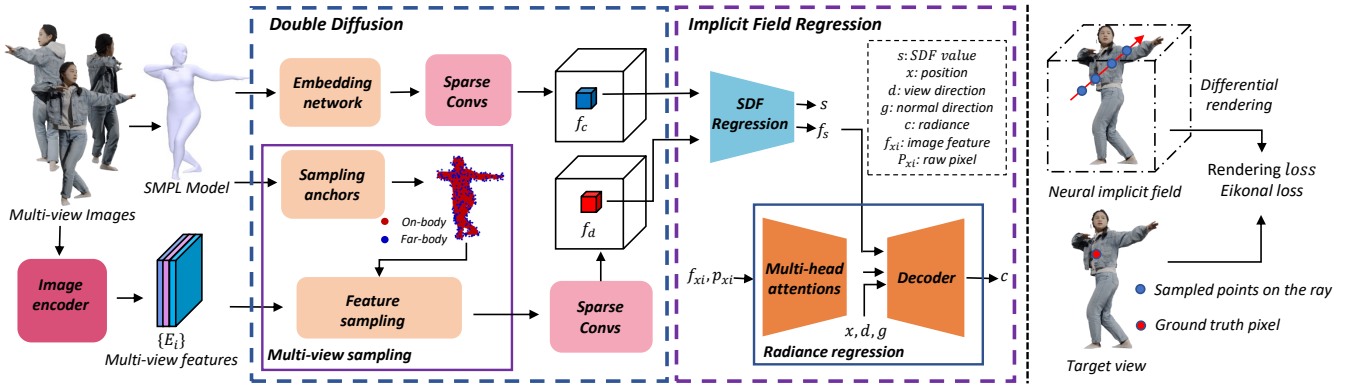 Double Diffusion
Implicit Field Regression
Embedding
network
Sparse
Convs
f_c
SMPL Model
Multi-view Images
Sampling
anchors
On-body
Far-body
f_d
Image
encoder
{E_i}
Multi-view features
Feature
sampling
Multi-view sampling
Sparse
Convs
SDF
Regression
s
f_s
s: SDF value
x: position
d: view direction
g: normal direction
c: radiance
f_xi: image feature
P_xi: raw pixel
f_xi, p_xi
Multi-head
attentions
Decoder
c
x, d, g
Radiance regression
Differential
rendering
Neural implicit field
Rendering loss
Eikonal loss
Sampled points on the ray
Ground truth pixel
Target view